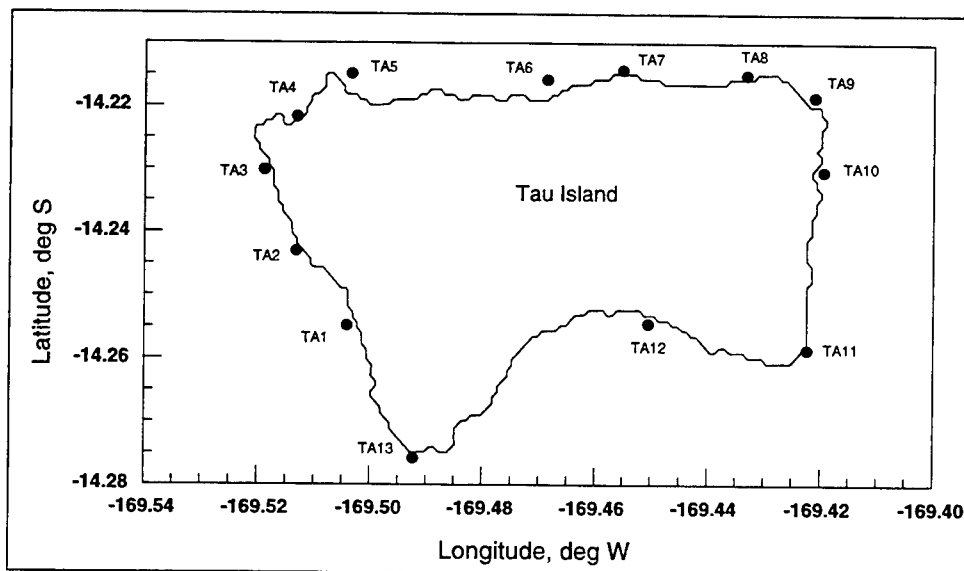 TA5
TA6
TA7
TA8
TA4
TA9
-14.22
TA3
TA10
Tau Island
-14.24
TA2
Latitude, deg S
TA1
TA12
-14.26
TA11
TA13
-14.28
-169.54 -169.52 -169.50 -169.48 -169.46 -169.44 -169.42 -169.40
Longitude, deg W